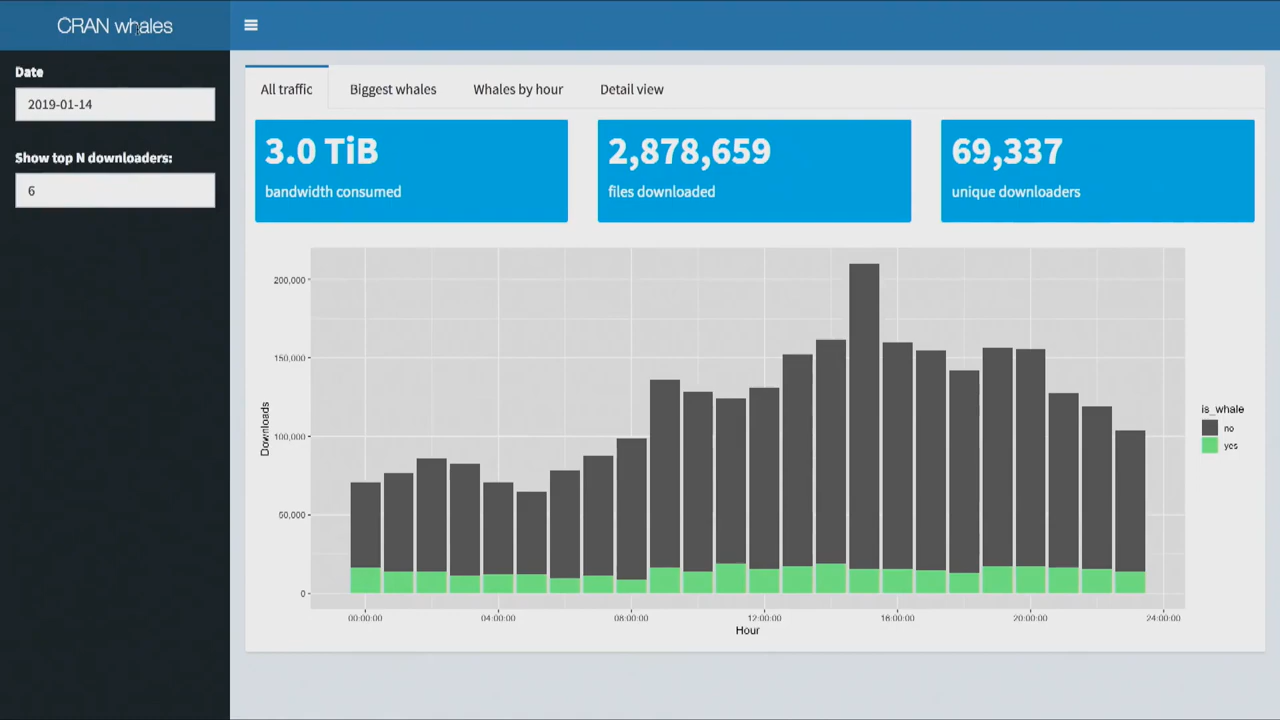 CRAN whales
Date
2019-01-14
Show top N downloaders:
6
All traffic
Biggest whales
Whales by hour
Detail view
3.0 TiB
bandwidth consumed
2,878,659
files downloaded
69,337
unique downloaders
200,000
150,000
100,000
50,000
0
Downloads
00:00:00
04:00:00
08:00:00
12:00:00
16:00:00
20:00:00
24:00:00
Hour
is_whale
no
yes